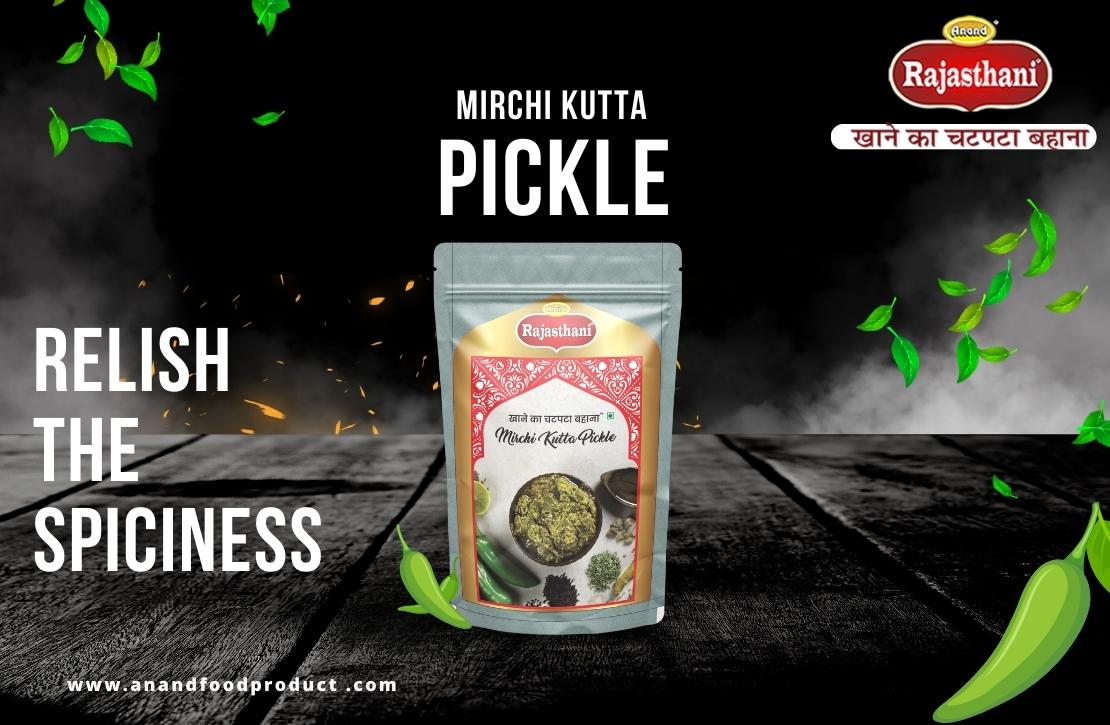 Anand
Rajasthani
खाने का चटपटा बहाना
MIRCHI KUTTA
PICKLE
RELISH
THE
SPICINESS
Anand
Rajasthani
खाने का चटपटा बहाना
Mirchi Kutta Pickle
www.anandfoodproduct .com